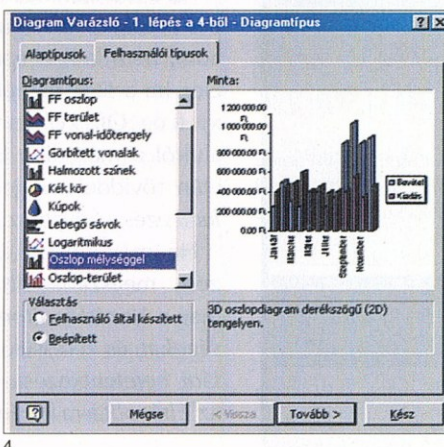 Diagram Varázsló - 1. lépés a 4-ből - Diagramtípus
Alaptípusok Felhasználói típusok
Diagramtípus:
FF oszlop
FF terület
FF vonal-időtengely
Görbített vonalak
Halmozott színek
Kék kör
Kúpok
Lebegő sávok
Logaritmikus
Oszlop mélységgel
Oszlop-terület
Minta:
1 200 000.00
Ft
1 000 000.00
Ft
800 000.00 Ft
600 000.00 Ft
400 000.00 Ft
200 000.00 Ft
0.00 Ft
Január
Március
Május
Július
Szeptember
November
Bevétel
Kiadás
Választás
Felhasználó által készített
Beépített
3D oszlopdiagram derékszögű (2D)
tengelyen.
Mégse < Vissza Tovább > Kész
4